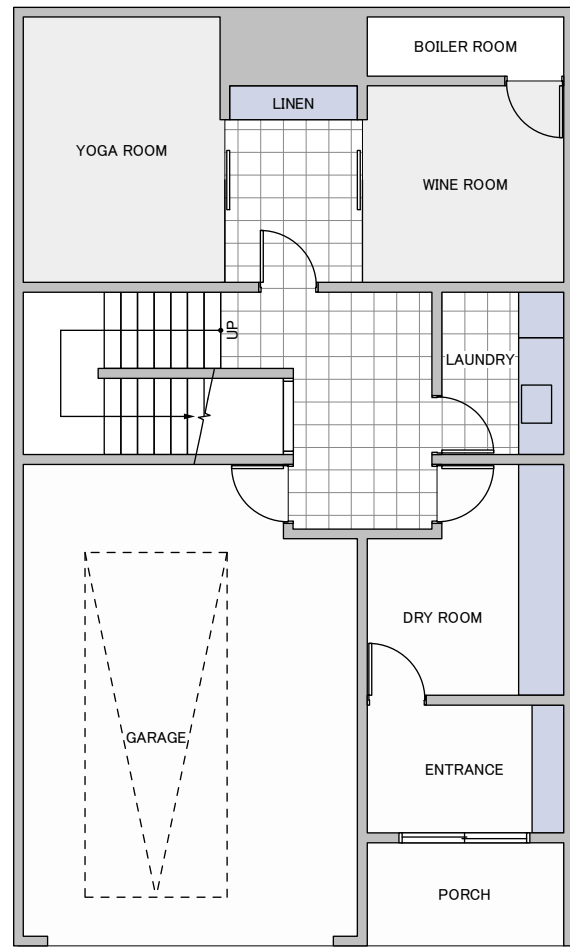 BOILER ROOM
LINEN
YOGA ROOM
WINE ROOM
UP
LAUNDRY
DRY ROOM
GARAGE
ENTRANCE
PORCH